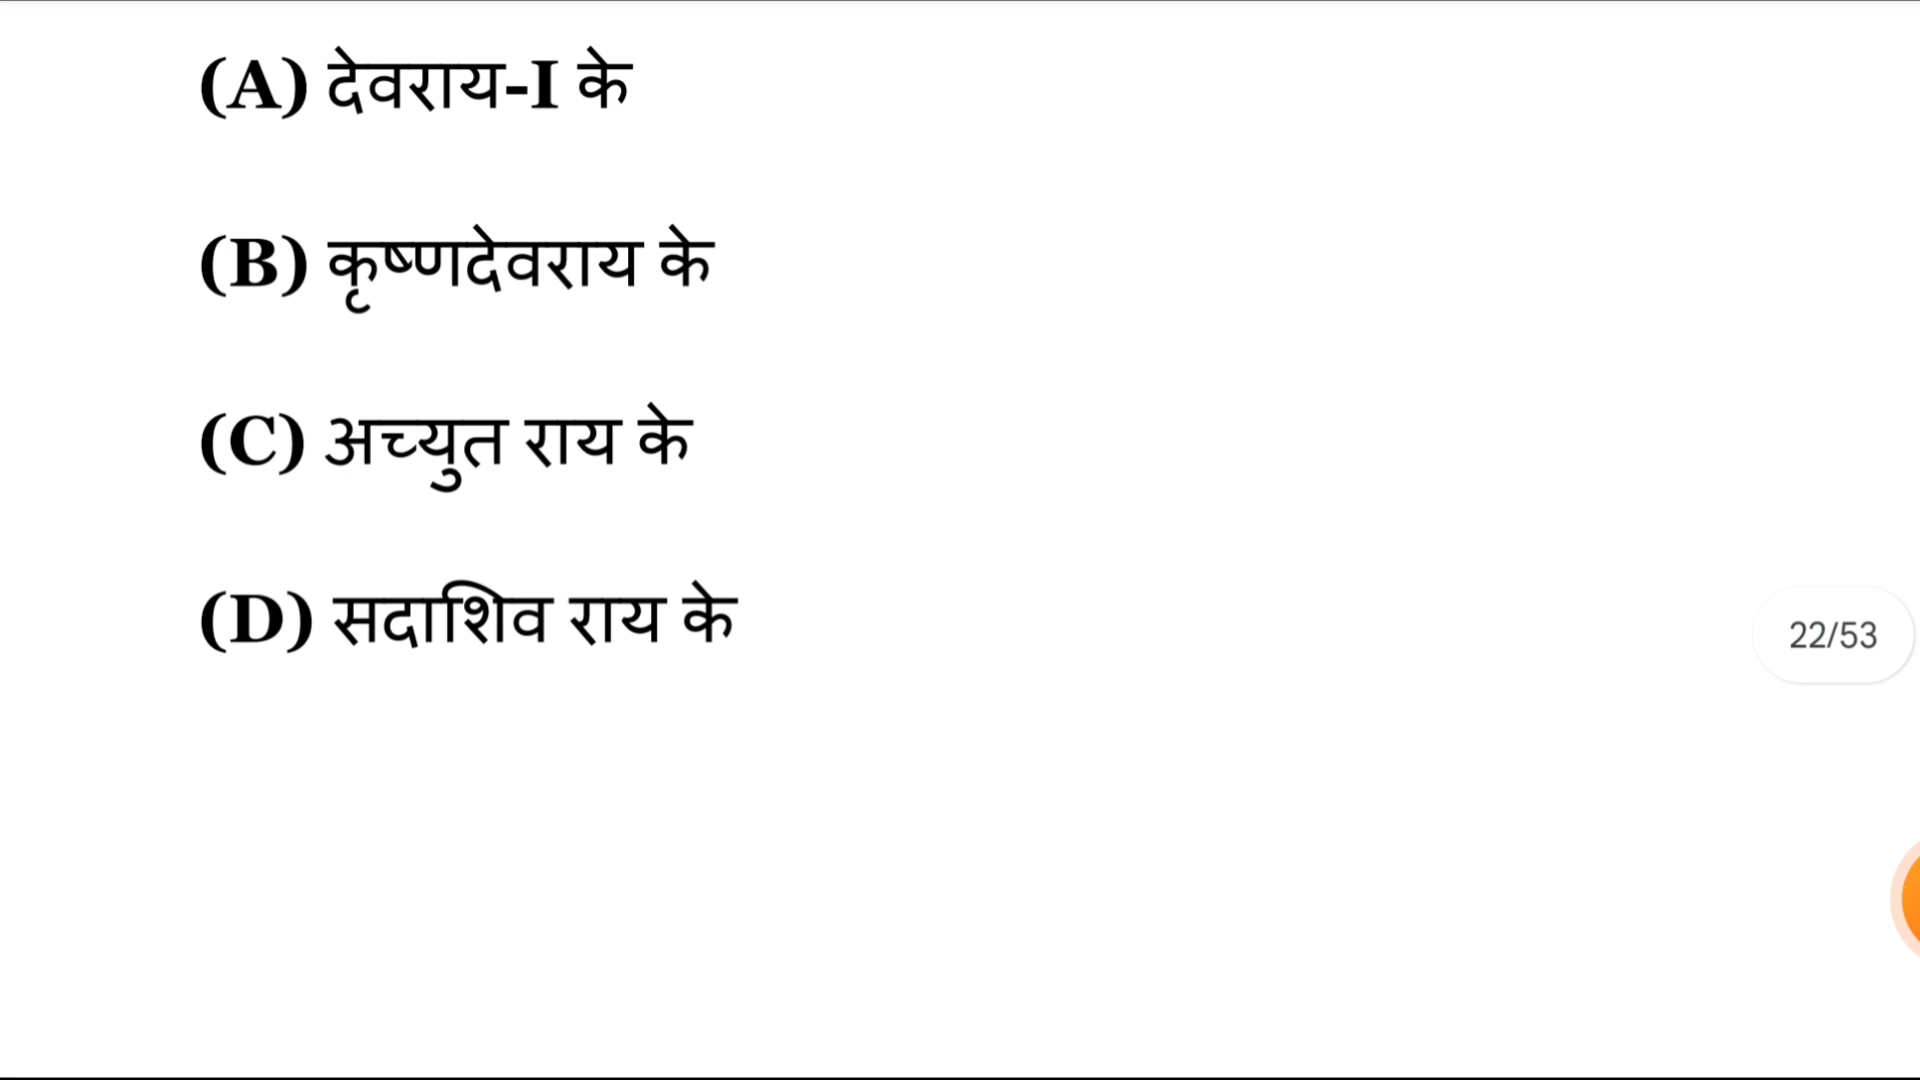 (A) देवराय-I के
(B) कृष्णदेवराय के
(C) अच्युत राय के
(D) सदाशिव राय के
22/53